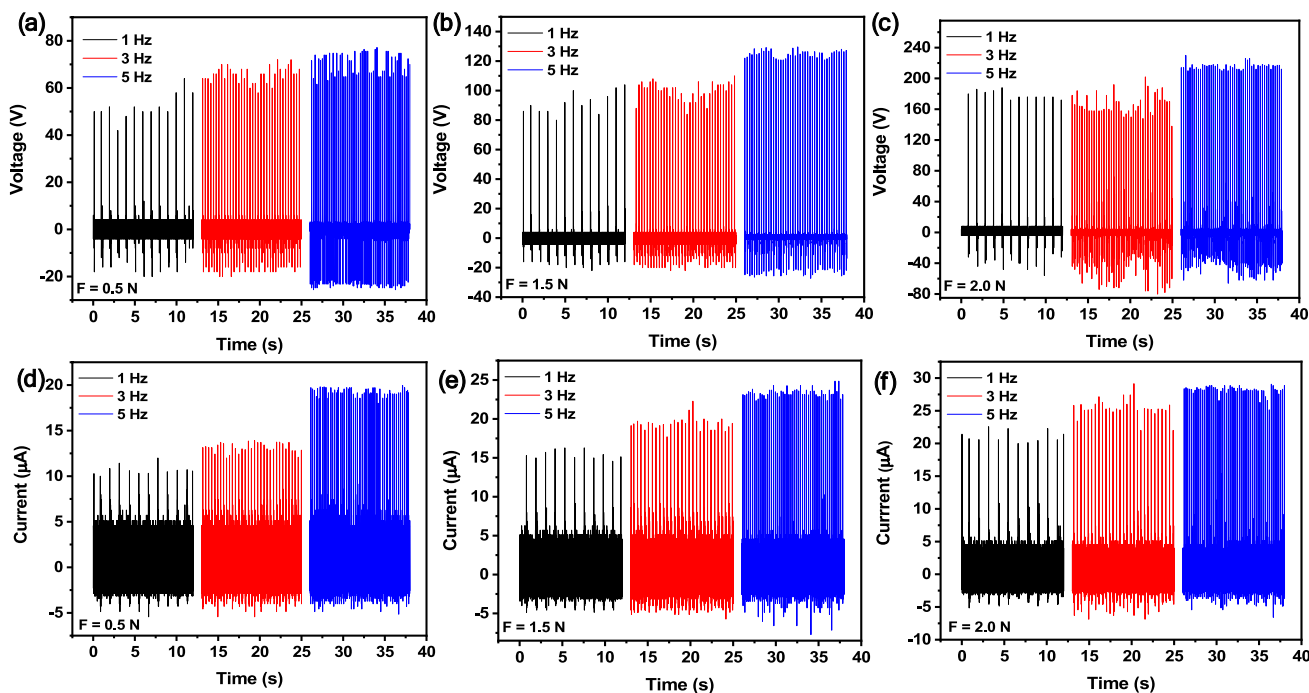 (a)
1 Hz
3 Hz
5 Hz
Voltage (V)
80
60
40
20
0
-20
F = 0.5 N
0 5 10 15 20 25 30 35 40
Time (s)
(b)
1 Hz
3 Hz
5 Hz
Voltage (V)
140
120
100
80
60
40
20
0
-20
-40
F = 1.5 N
0 5 10 15 20 25 30 35 40
Time (s)
(c)
1 Hz
3 Hz
5 Hz
Voltage (V)
240
200
160
120
80
40
0
-40
-80
F = 2.0 N
0 5 10 15 20 25 30 35 40
Time (s)
(d)
1 Hz
3 Hz
5 Hz
Current (μA)
20
15
10
5
0
-5
F = 0.5 N
0 5 10 15 20 25 30 35 40
Time (s)
(e)
1 Hz
3 Hz
5 Hz
Current (μA)
25
20
15
10
5
0
-5
F = 1.5 N
0 5 10 15 20 25 30 35 40
Time (s)
(f)
1 Hz
3 Hz
5 Hz
Currrent (μA)
30
25
20
15
10
5
0
-5
-10
F = 2.0 N
0 5 10 15 20 25 30 35 40
Time (s)